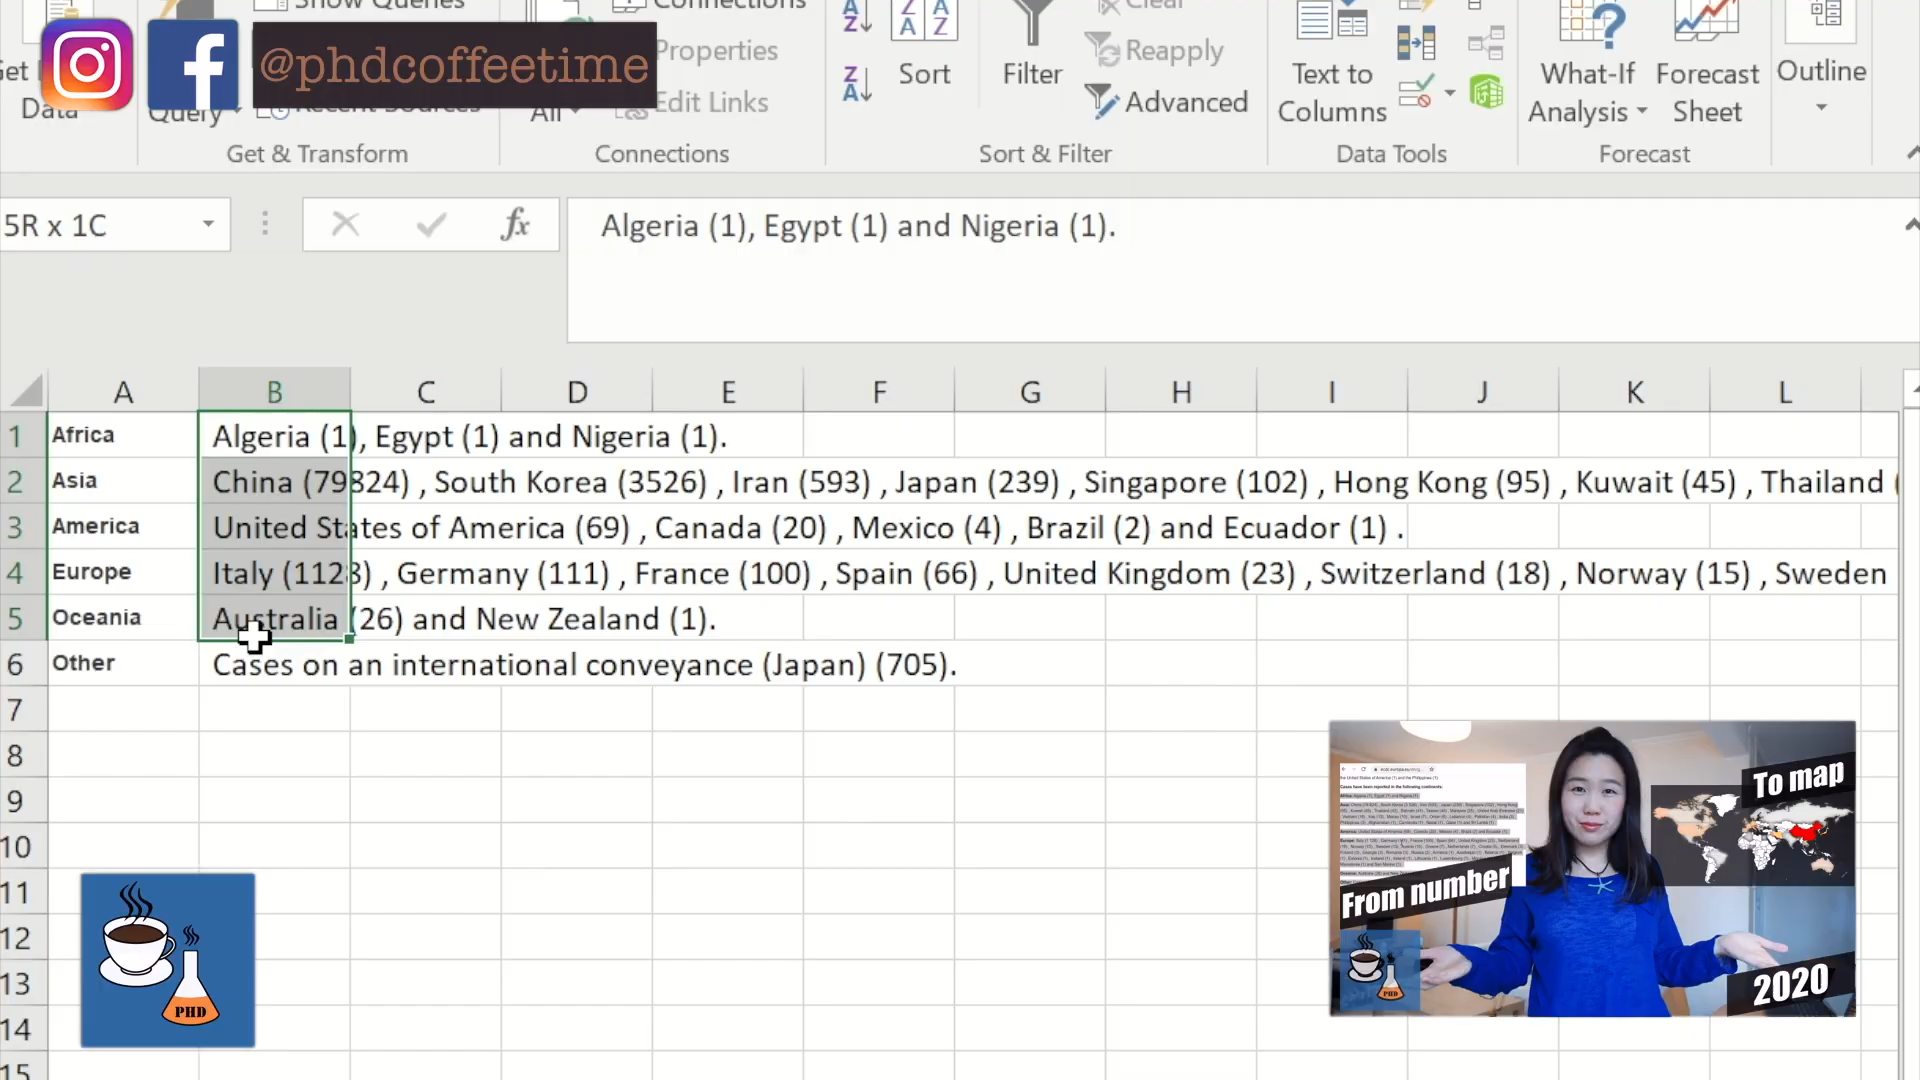 Show Queries
Connections
Clear
@phdcoffeetime
Properties
Reapply
Get
Data
Query
Recent Sources
All
Edit Links
Sort
Filter
Advanced
Text to
Columns
What-If
Analysis
Forecast
Sheet
Outline
Get & Transform
Connections
Sort & Filter
Data Tools
Forecast
5R x 1C
fx
Algeria (1), Egypt (1) and Nigeria (1).
A B C D E F G H I J K L
1 Africa Algeria (1), Egypt (1) and Nigeria (1).
2 Asia China (79824) , South Korea (3526) , Iran (593) , Japan (239) , Singapore (102) , Hong Kong (95) , Kuwait (45) , Thailand (
3 America United States of America (69) , Canada (20) , Mexico (4) , Brazil (2) and Ecuador (1) .
4 Europe Italy (1128) , Germany (111) , France (100) , Spain (66) , United Kingdom (23) , Switzerland (18) , Norway (15) , Sweden
5 Oceania Australia (26) and New Zealand (1).
6 Other Cases on an international conveyance (Japan) (705).
7
8
9
10
11
12
13
14
15
PHD
To map
From number
2020
PHD